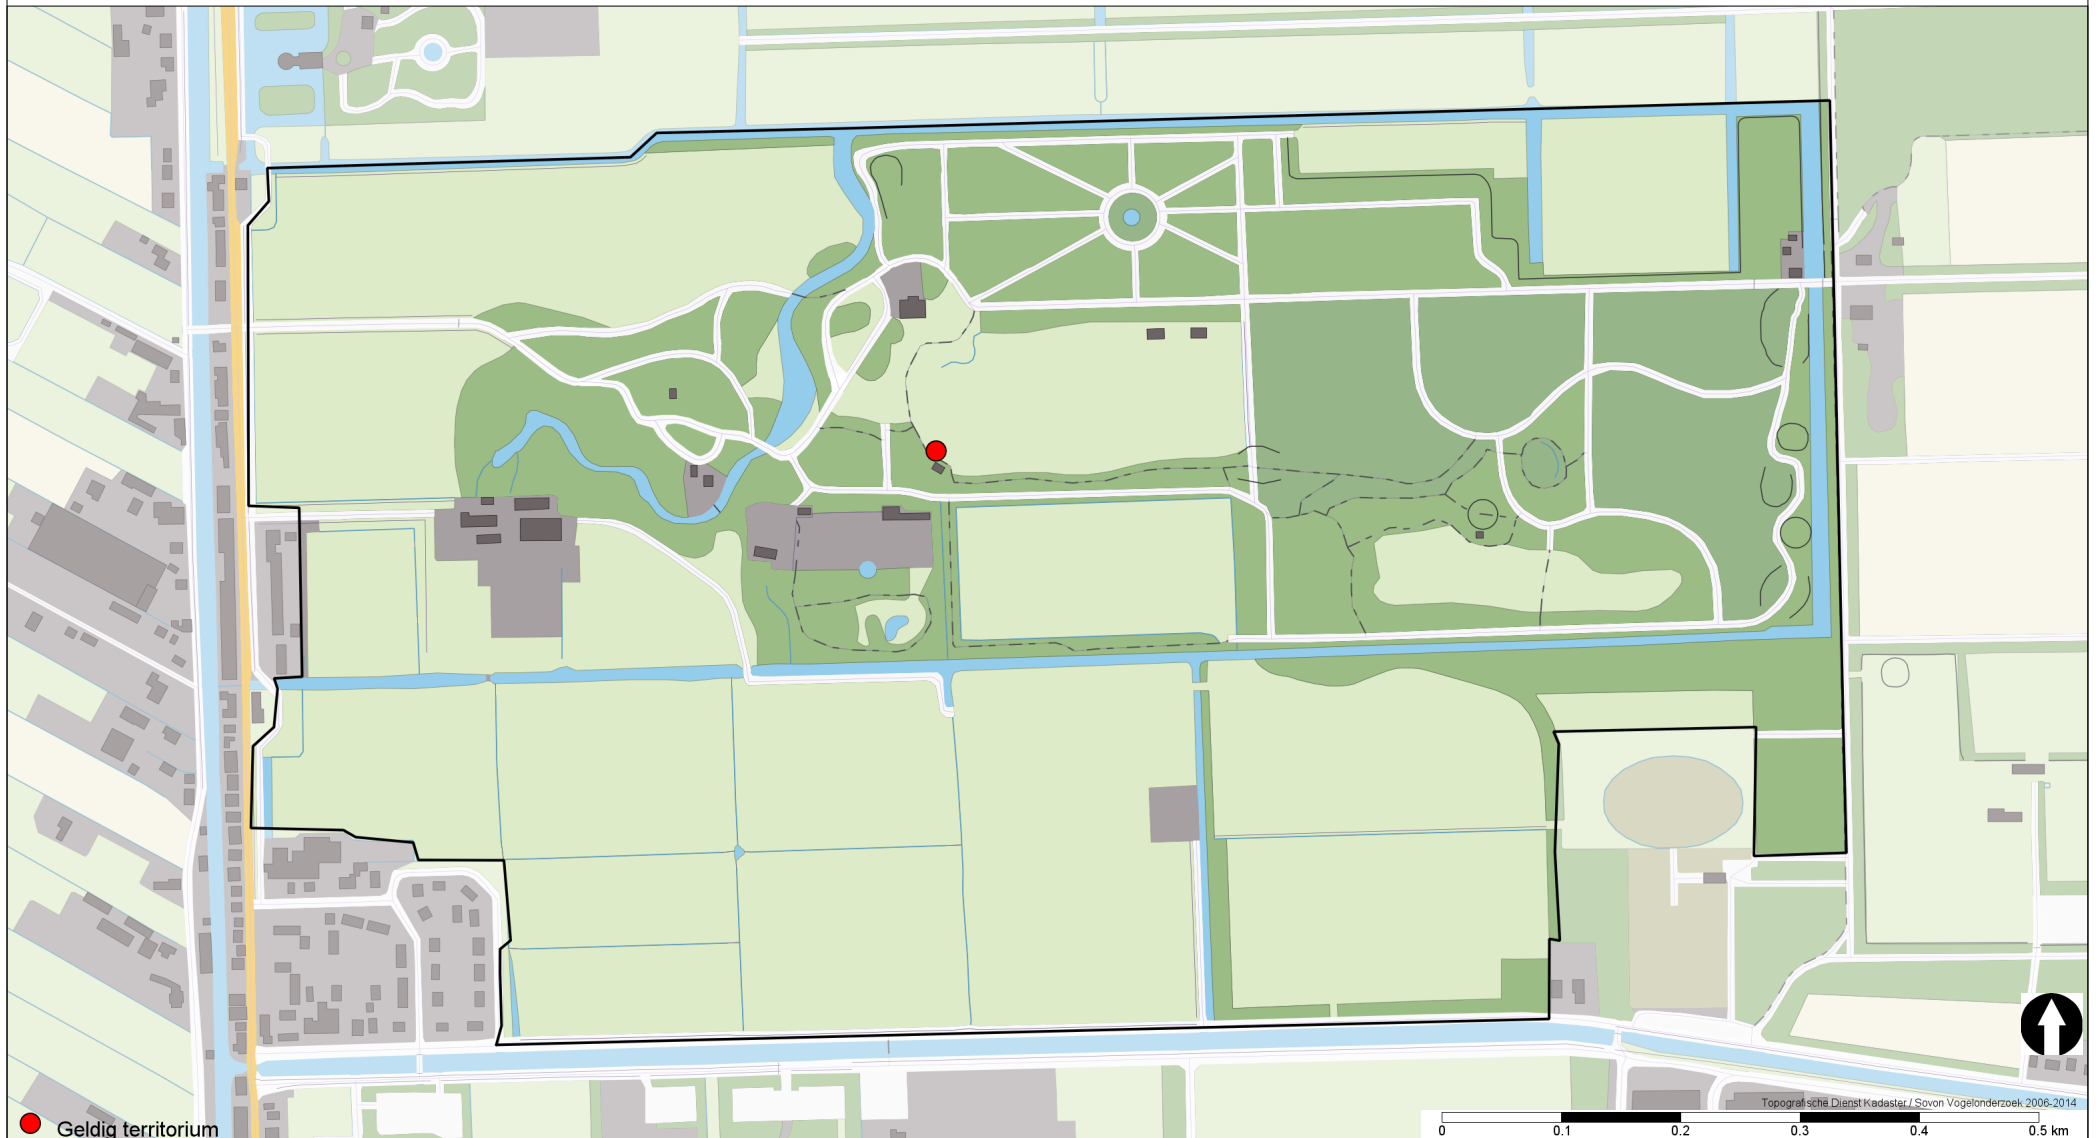 Topografische Dienst Kadaster / Sovon Vogelonderzoek 2006-2014
Geldig territorium
0 0.1 0.2 0.3 0.4 0.5 km